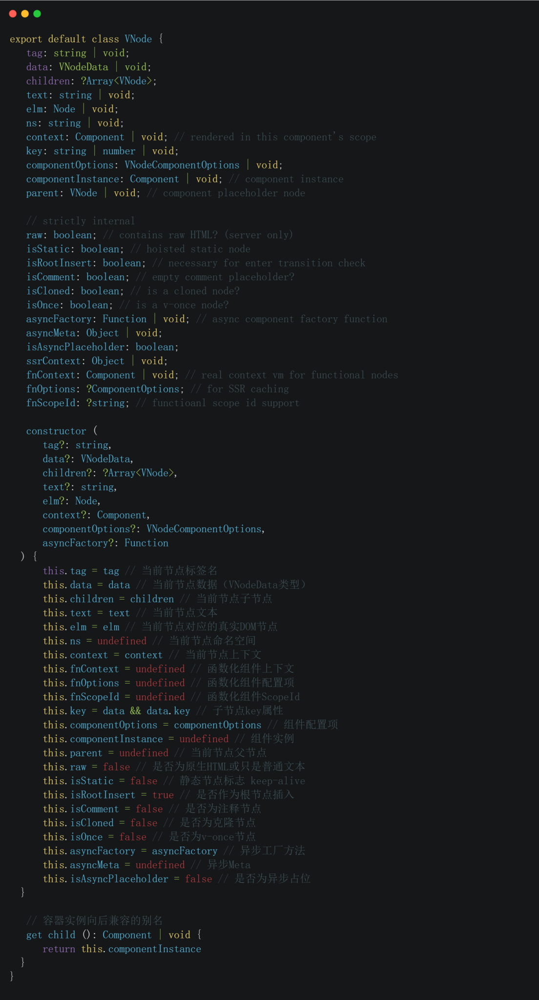 export default class VNode {
tag: string | void;
data: VNodeData | void;
children: ?Array<VNode>;
text: string | void;
elm: Node | void;
ns: string | void;
context: Component | void; // rendered in this component's scope
key: string | number | void;
componentOptions: VNodeComponentOptions | void;
componentInstance: Component | void; // component instance
parent: VNode | void; // component placeholder node
// strictly internal
raw: boolean; // contains raw HTML? (server only)
isStatic: boolean; // hoisted static node
isRootInsert: boolean; // necessary for enter transition check
isComment: boolean; // empty comment placeholder?
isCloned: boolean; // is a cloned node?
isOnce: boolean; // is a v-once node?
asyncFactory: Function | void; // async component factory function
asyncMeta: Object | void;
isAsyncPlaceholder: boolean;
ssrContext: Object | void;
fnContext: Component | void; // real context vm for functional nodes
fnOptions: ?ComponentOptions; // for SSR caching
fnScopeId: ?string; // functioanl scope id support
constructor (
tag?: string,
data?: VNodeData,
children?: ?Array<VNode>,
text?: string,
elm?: Node,
context?: Component,
componentOptions?: VNodeComponentOptions,
asyncFactory?: Function
) {
this.tag = tag // 当前节点标签名
this.data = data // 当前节点数据（VNodeData类型）
this.children = children // 当前节点子节点
this.text = text // 当前节点文本
this.elm = elm // 当前节点对应的真实DOM节点
this.ns = undefined // 当前节点命名空间
this.context = context // 当前节点上下文
this.fnContext = undefined // 函数化组件上下文
this.fnOptions = undefined // 函数化组件配置项
this.fnScopeId = undefined // 函数化组件ScopeId
this.key = data && data.key // 子节点key属性
this.componentOptions = componentOptions // 组件配置项
this.componentInstance = undefined // 组件实例
this.parent = undefined // 当前节点父节点
this.raw = false // 是否为原生HTML或只是普通文本
this.isStatic = false // 静态节点标志 keep-alive
this.isRootInsert = true // 是否作为根节点插入
this.isComment = false // 是否为注释节点
this.isCloned = false // 是否为克隆节点
this.isOnce = false // 是否为v-once节点
this.asyncFactory = asyncFactory // 异步工厂方法
this.asyncMeta = undefined // 异步Meta
this.isAsyncPlaceholder = false // 是否为异步占位
}
// 容器实例向后兼容的别名
get child (): Component | void {
return this.componentInstance
}
}